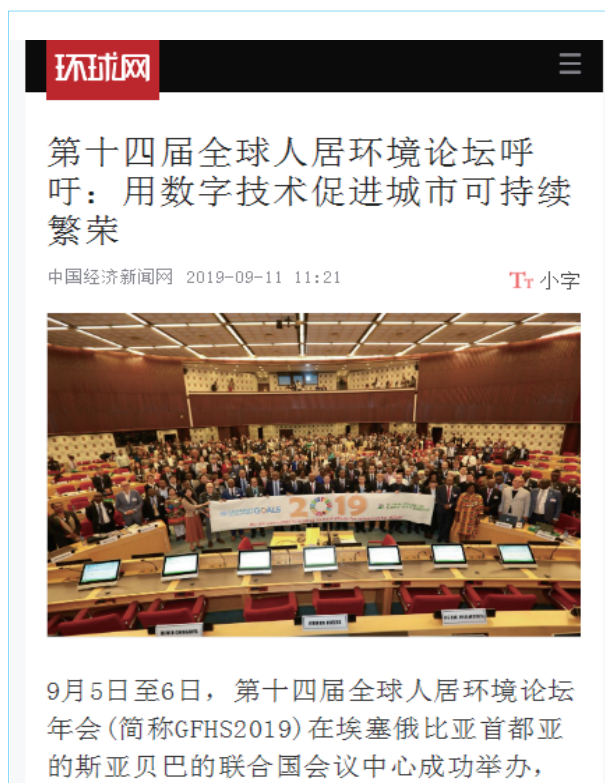 环球网
第十四届全球人居环境论坛呼
吁：用数字技术促进城市可持续
繁荣
中国经济新闻网 2019-09-11 11:21
TT 小字
GOALS 2019
9月5日至6日，第十四届全球人居环境论坛
年会(简称GFHS2019)在埃塞俄比亚首都亚
的斯亚贝巴的联合国会议中心成功举办，